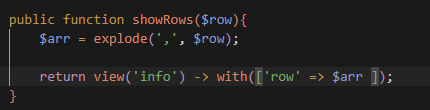 public function showRows($row){
    $arr = explode(',', $row);
    return view('info') -> with(['row' => $arr ]);
}